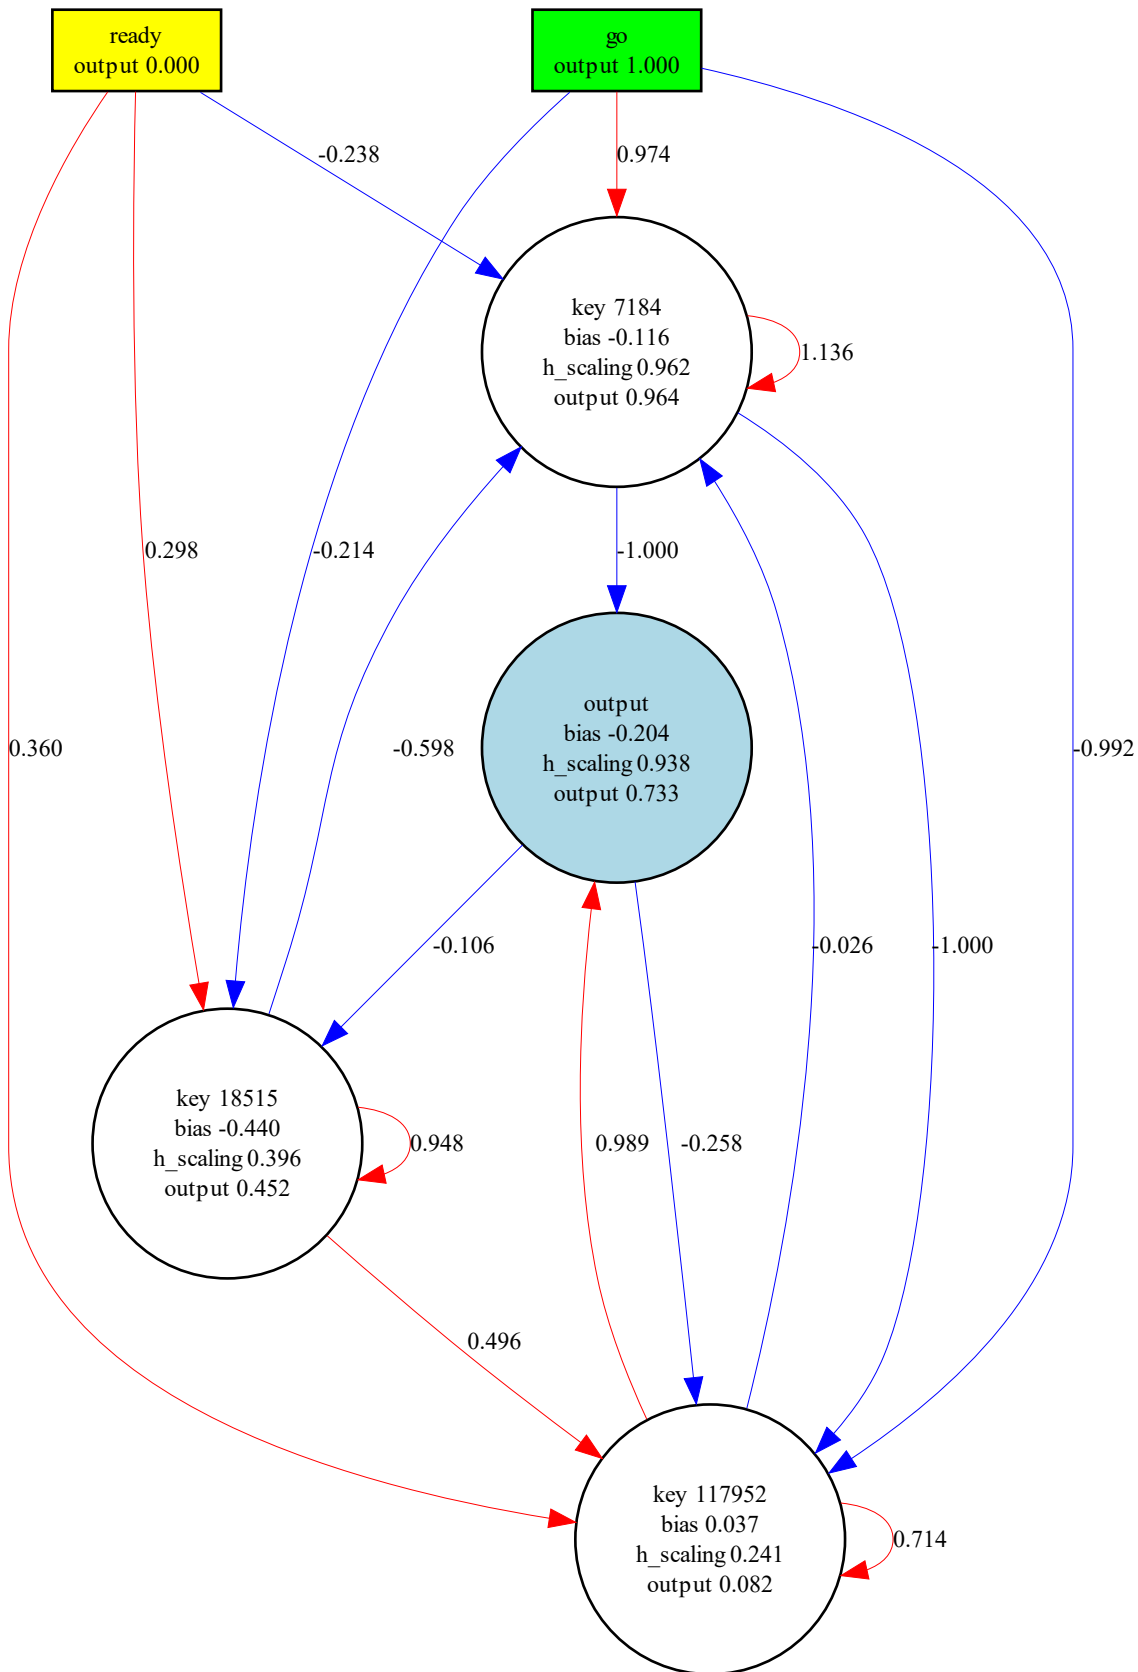 ready
output 0.000
go
output 1.000
-0.238
0.974
key 7184
bias -0.116
h_scaling 0.962
output 0.964
1.136
0.298
-0.214
-1.000
output
bias -0.204
h_scaling 0.938
output 0.733
0.360
-0.598
-0.992
-0.106
-0.026
-1.000
key 18515
bias -0.440
h_scaling 0.396
output 0.452
0.948
0.989
-0.258
0.496
key 117952
bias 0.037
h_scaling 0.241
output 0.082
0.714